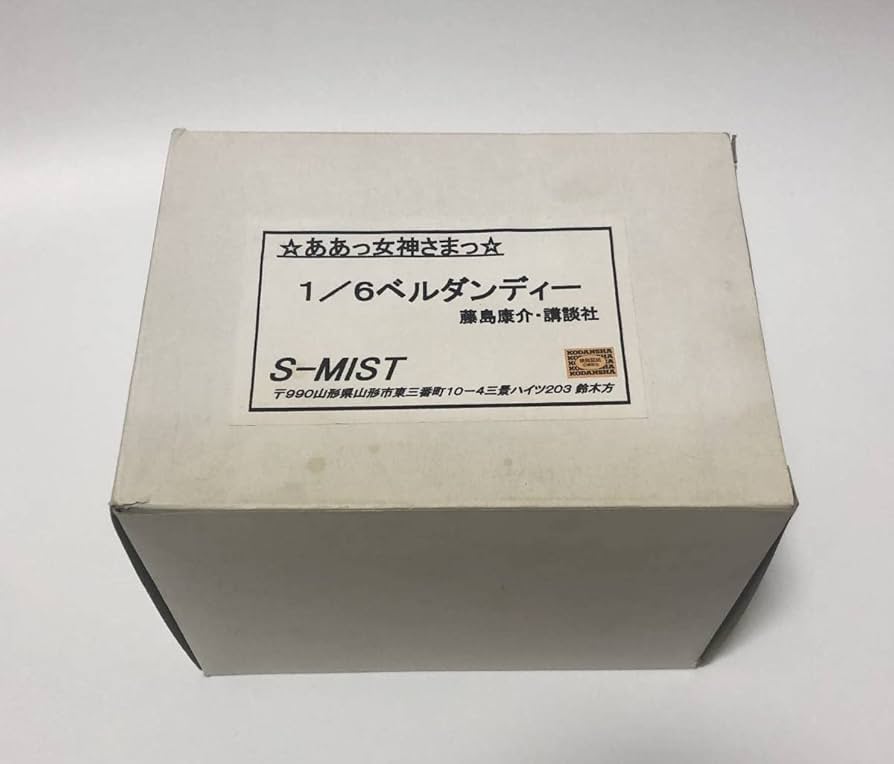 ☆ああっ女神さまっ☆
1/6ベルダンディー
藤島康介・講談社
S-MIST
〒990山形県山形市東三番町10-4三景ハイツ203 鈴木方
KODANSHA
KODANSHA